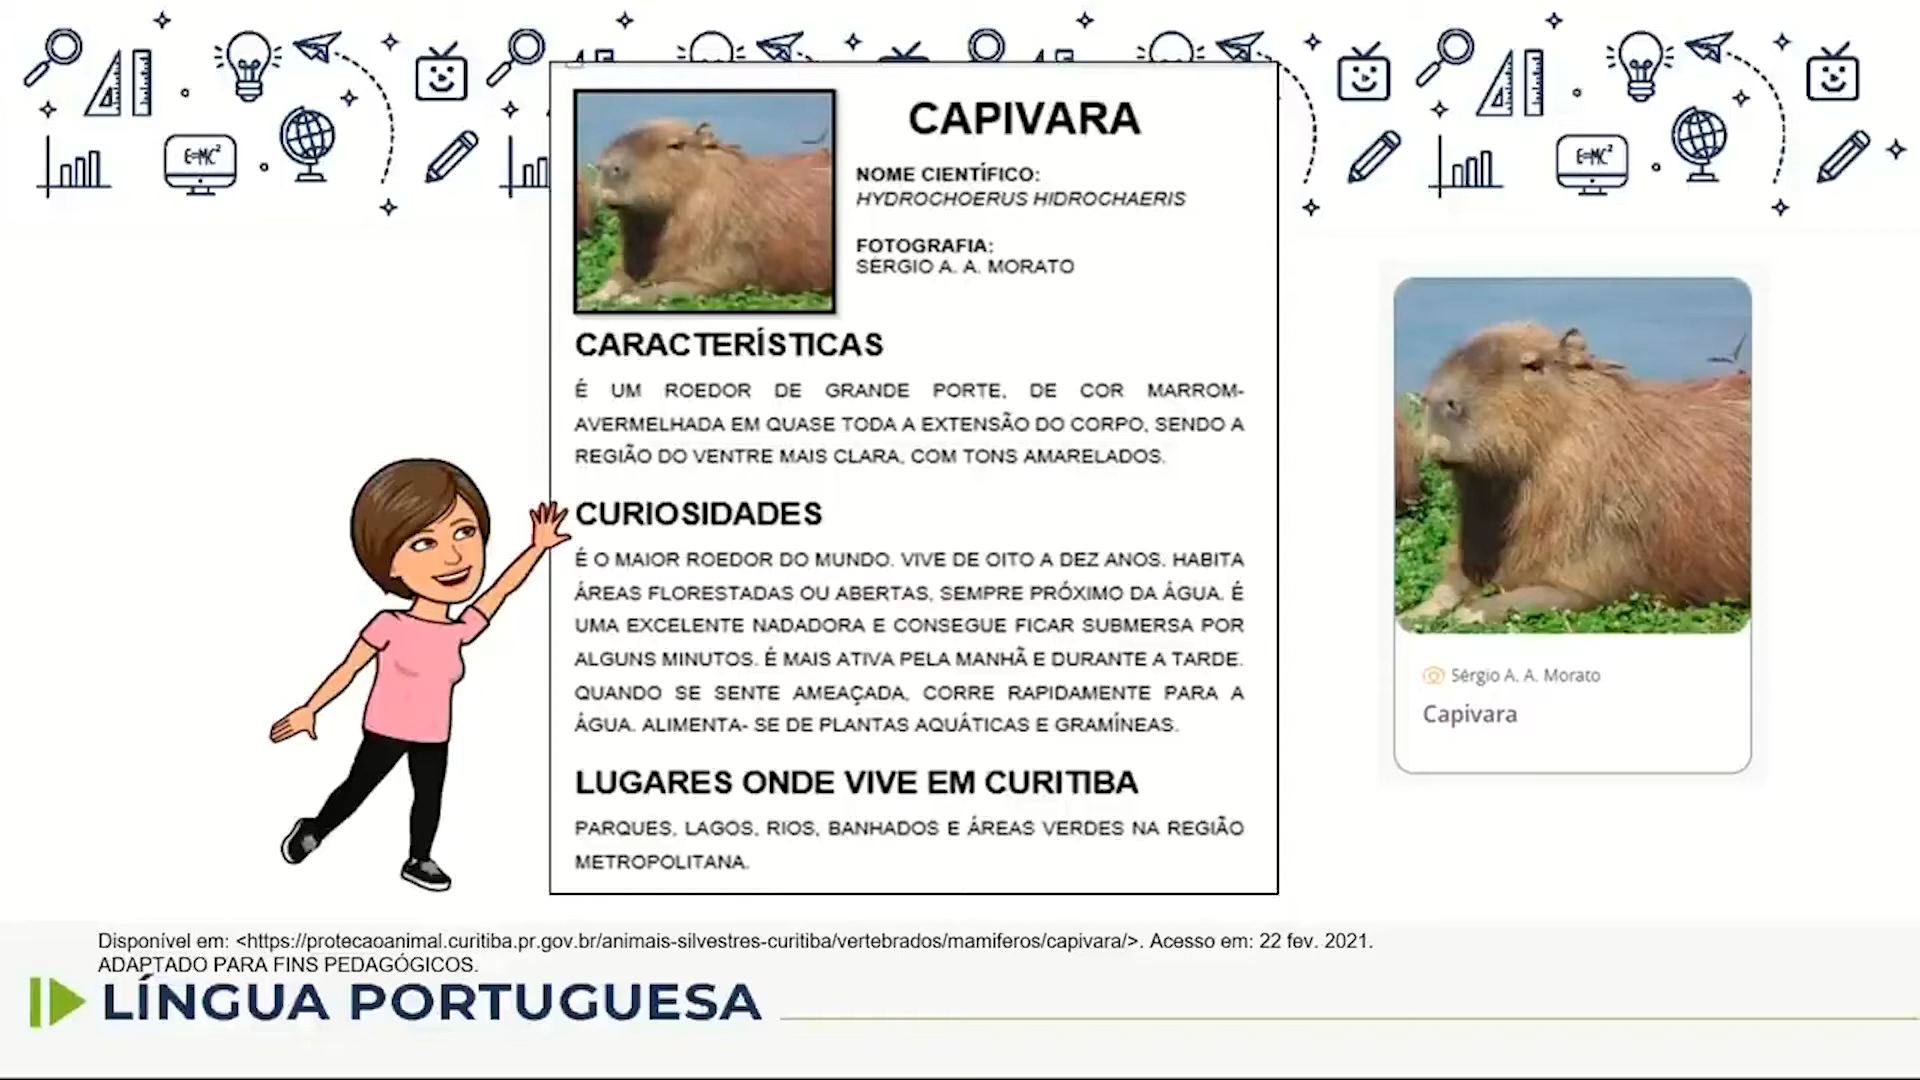 E=MC²
E=MC²
CAPIVARA
NOME CIENTÍFICO:
HYDROCHOERUS HIDROCHAERIS
FOTOGRAFIA:
SÉRGIO A. A. MORATO
CARACTERÍSTICAS
É UM ROEDOR DE GRANDE PORTE, DE COR MARROM-
AVERMELHADA EM QUASE TODA A EXTENSÃO DO CORPO, SENDO A
REGIÃO DO VENTRE MAIS CLARA, COM TONS AMARELADOS.
CURIOSIDADES
É O MAIOR ROEDOR DO MUNDO. VIVE DE OITO A DEZ ANOS. HABITA
ÁREAS FLORESTADAS OU ABERTAS, SEMPRE PRÓXIMO DA ÁGUA. É
UMA EXCELENTE NADADORA E CONSEGUE FICAR SUBMERSA POR
ALGUNS MINUTOS. É MAIS ATIVA PELA MANHÃ E DURANTE A TARDE.
QUANDO SE SENTE AMEAÇADA, CORRE RAPIDAMENTE PARA A
ÁGUA. ALIMENTA- SE DE PLANTAS AQUÁTICAS E GRAMÍNEAS.
LUGARES ONDE VIVE EM CURITIBA
PARQUES, LAGOS, RIOS, BANHADOS E ÁREAS VERDES NA REGIÃO
METROPOLITANA.
Sérgio A. A. Morato
Capivara
Disponível em: <https://protecaoanimal.curitiba.pr.gov.br/animais-silvestres-curitiba/vertebrados/mamiferos/capivara/>. Acesso em: 22 fev. 2021.
ADAPTADO PARA FINS PEDAGÓGICOS.
LÍNGUA PORTUGUESA